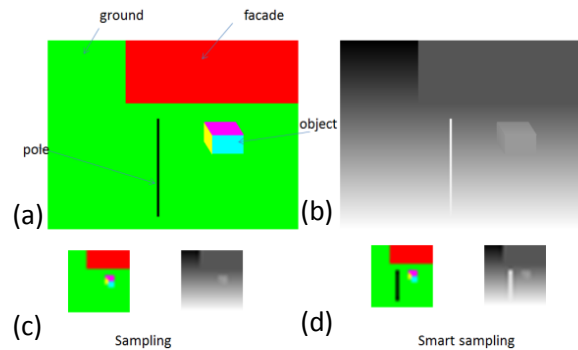 ground
facade
object
pole
(a)
(b)
(c)
Sampling
(d)
Smart sampling